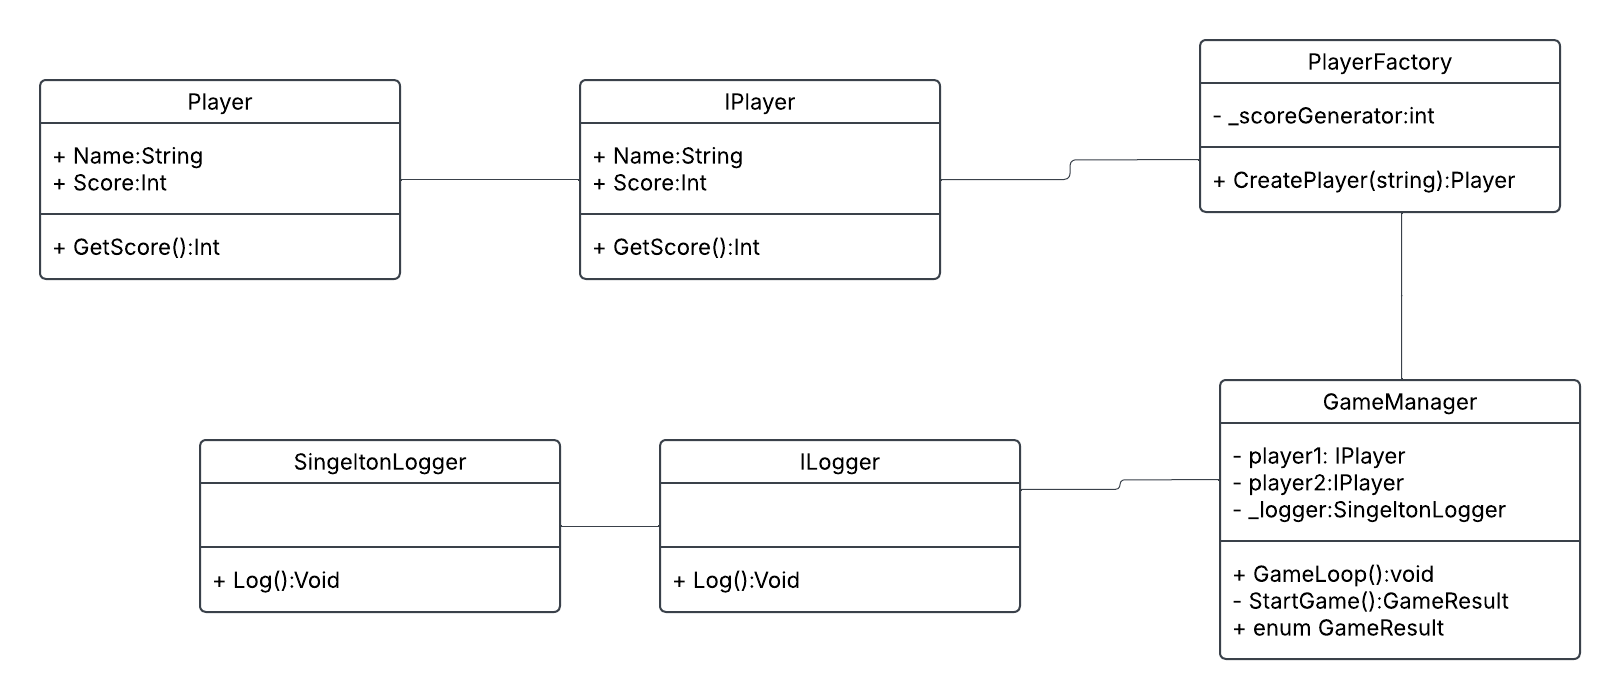 Player
+ Name:String
+ Score:Int
+ GetScore():Int
IPlayer
+ Name:String
+ Score:Int
+ GetScore():Int
PlayerFactory
- _scoreGenerator:int
+ CreatePlayer(string):Player
SingeltonLogger
+ Log():Void
ILogger
+ Log():Void
GameManager
- player1: IPlayer
- player2:IPlayer
- _logger:SingeltonLogger
+ GameLoop():void
- StartGame():GameResult
+ enum GameResult